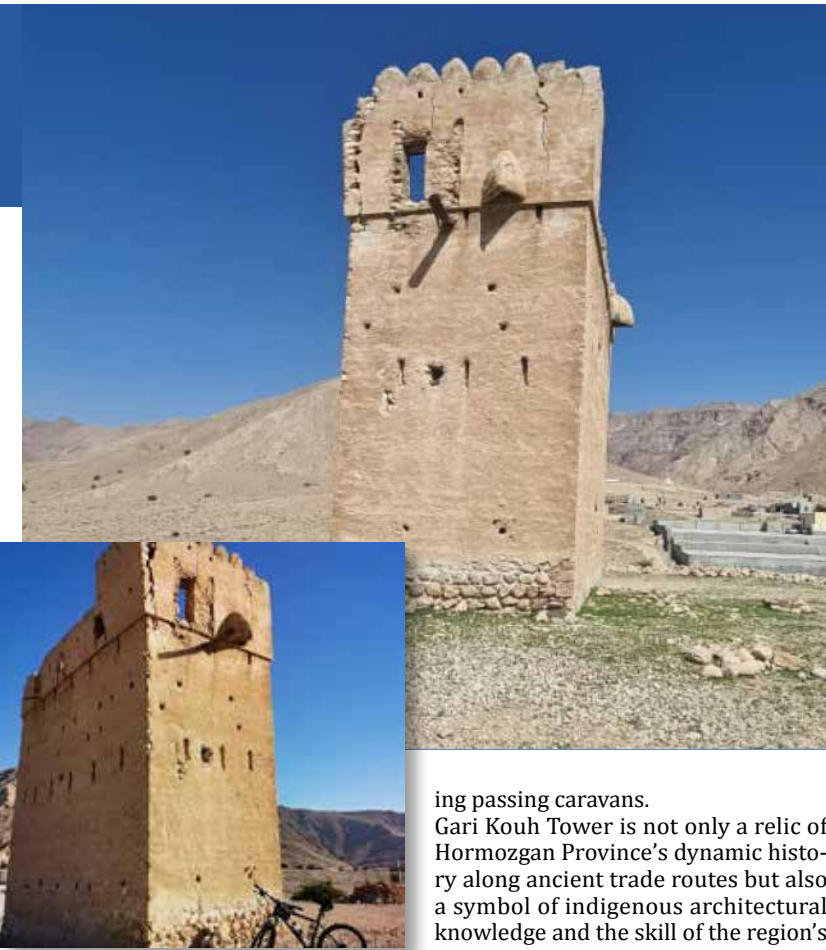 ing passing caravans.
Gari Kouh Tower is not only a relic of
Hormozgan Province’s dynamic histo-
ry along ancient trade routes but also
a symbol of indigenous architectural
knowledge and the skill of the region’s